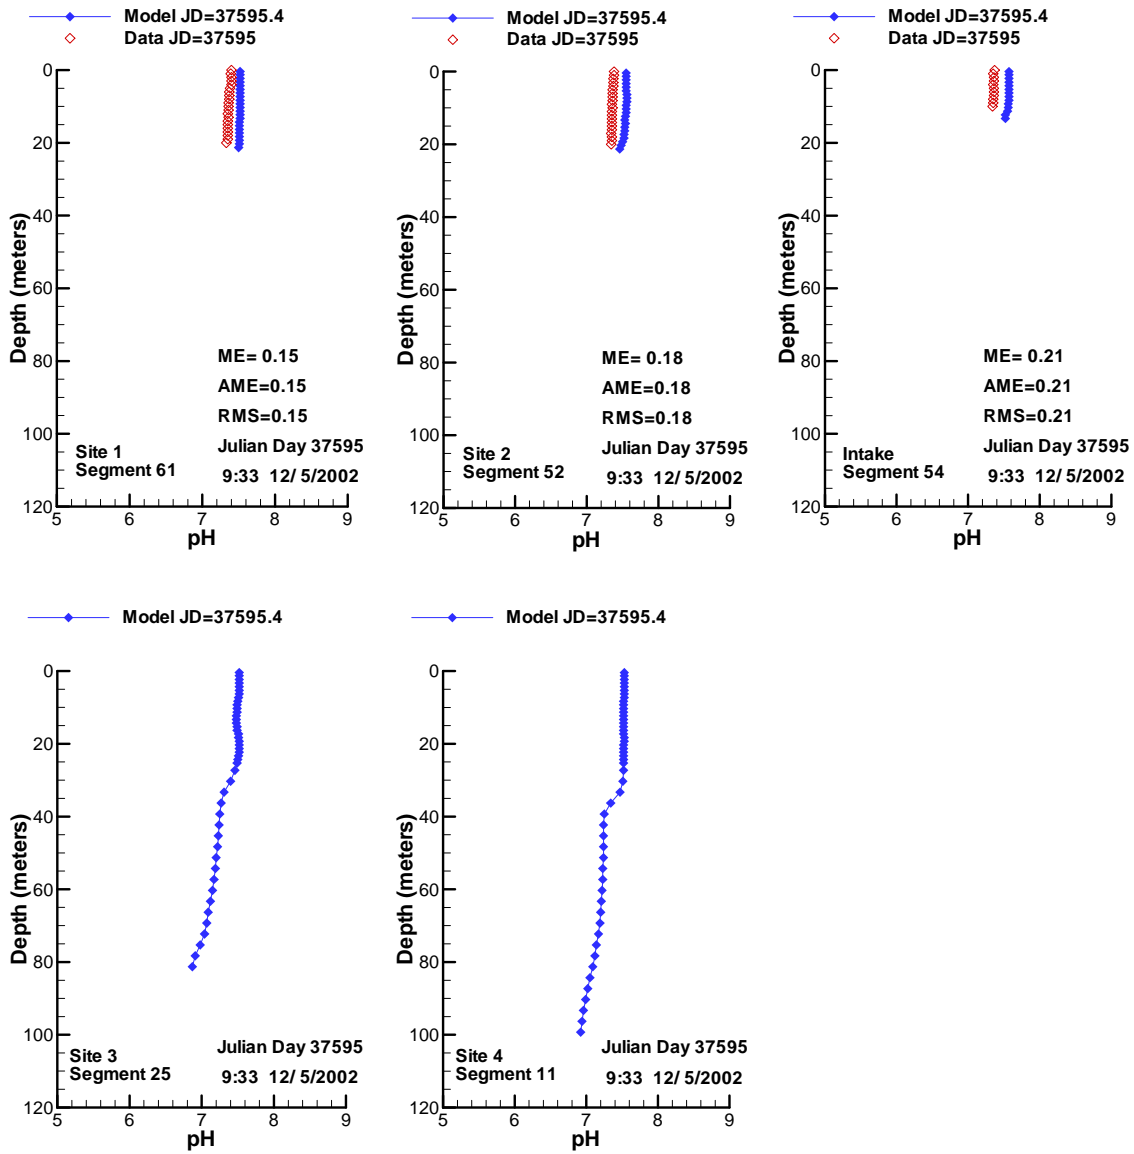 Model JD=37595.4
Data JD=37595
0
20
40
60
80
100
120
Depth (meters)
ME= 0.15
AME=0.15
RMS=0.15
Julian Day 37595
9:33 12/ 5/2002
Site 1
Segment 61
5 6 7 8 9
pH
Model JD=37595.4
Data JD=37595
0
20
40
60
80
100
120
Depth (meters)
ME= 0.18
AME=0.18
RMS=0.18
Julian Day 37595
9:33 12/ 5/2002
Site 2
Segment 52
5 6 7 8 9
pH
Model JD=37595.4
Data JD=37595
0
20
40
60
80
100
120
Depth (meters)
ME= 0.21
AME=0.21
RMS=0.21
Julian Day 37595
9:33 12/ 5/2002
Intake
Segment 54
5 6 7 8 9
pH
Model JD=37595.4
0
20
40
60
80
100
120
Depth (meters)
Julian Day 37595
9:33 12/ 5/2002
Site 3
Segment 25
5 6 7 8 9
pH
Model JD=37595.4
0
20
40
60
80
100
120
Depth (meters)
Julian Day 37595
9:33 12/ 5/2002
Site 4
Segment 11
5 6 7 8 9
pH